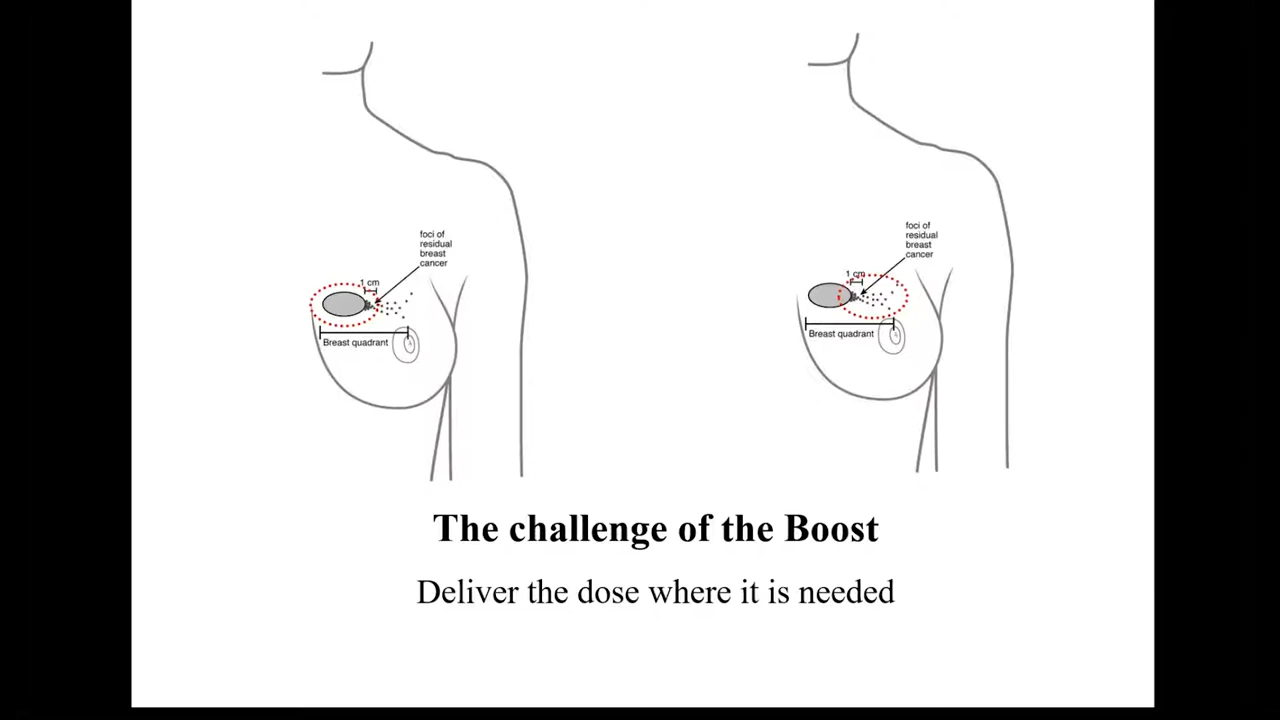 foci of
residual
breast
cancer
1 cm
Breast quadrant
foci of
residual
breast
cancer
1 cm
Breast quadrant
The challenge of the Boost
Deliver the dose where it is needed